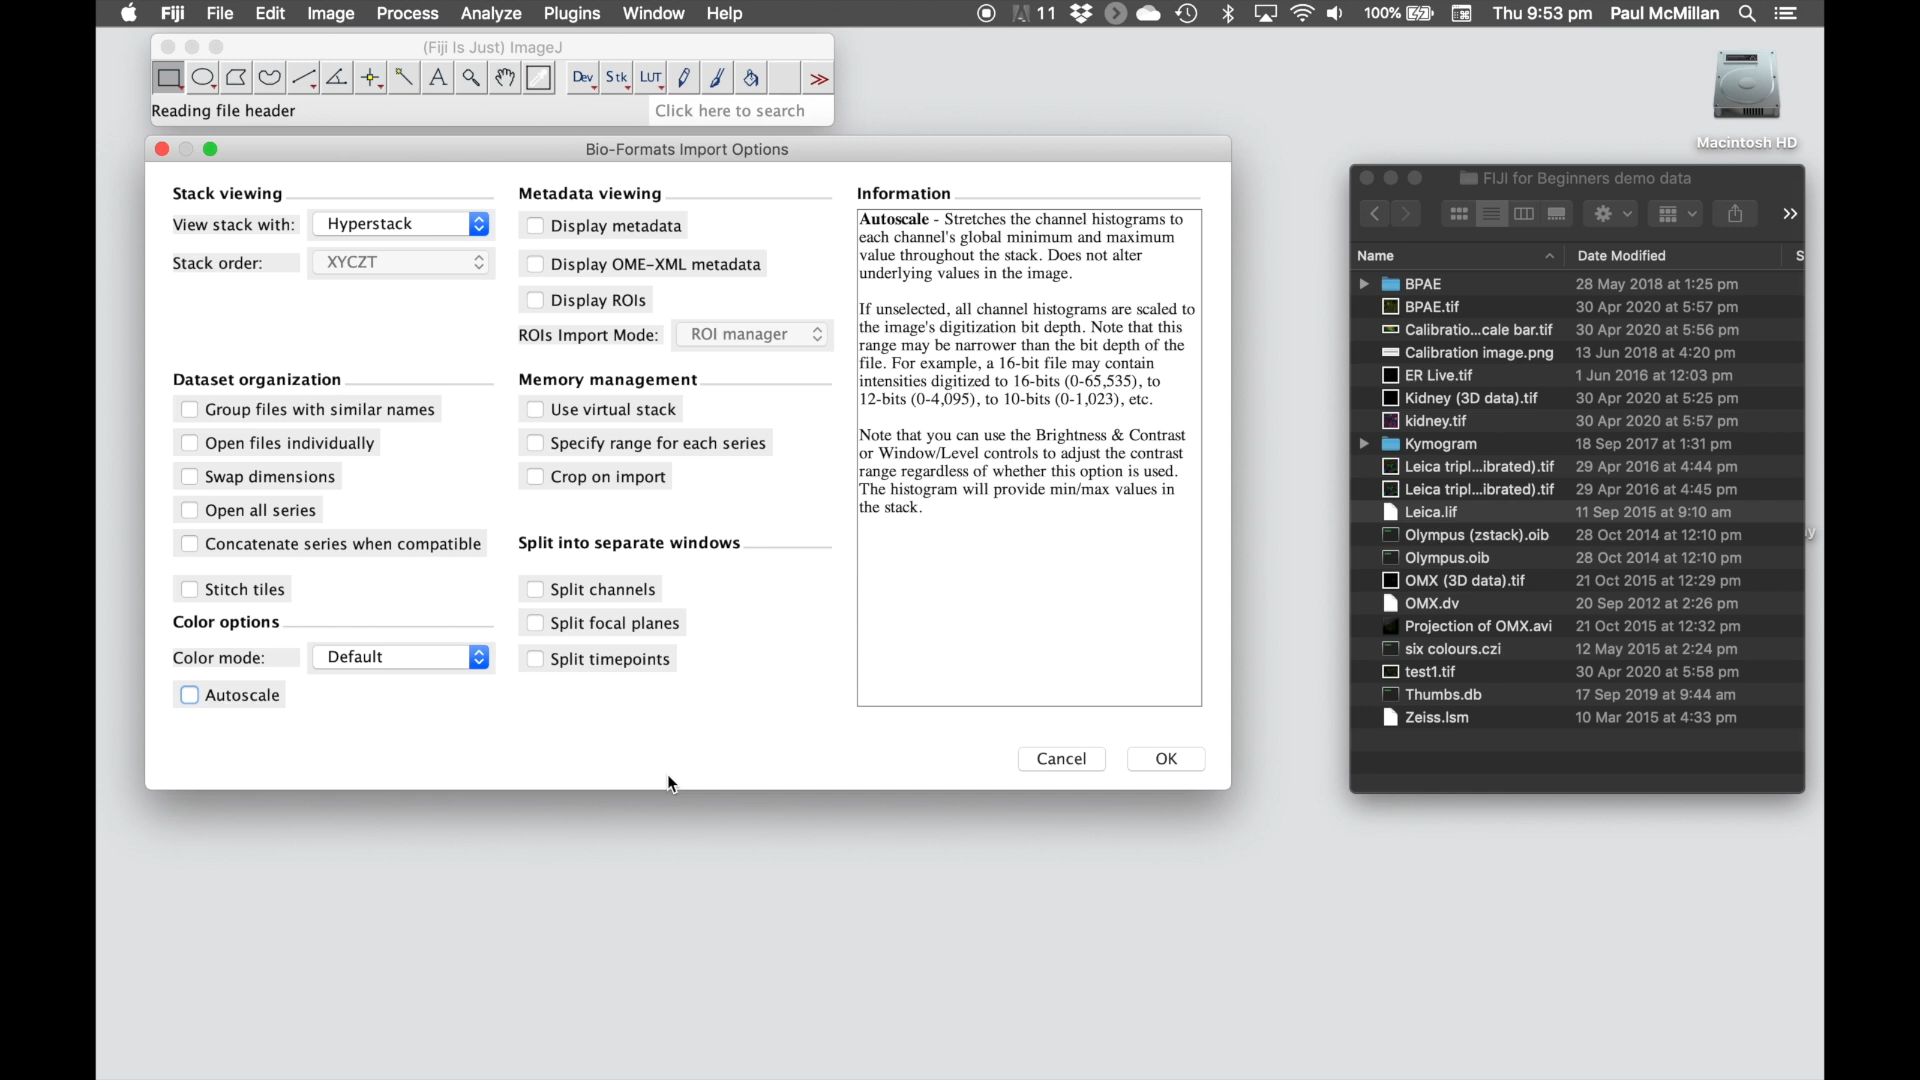 Fiji File Edit Image Process Analyze Plugins Window Help 11 100% Thu 9:53 pm Paul McMillan
(Fiji Is Just) ImageJ
Dev Stk LUT
Reading file header Click here to search
Macintosh HD
Bio-Formats Import Options
Stack viewing
View stack with: Hyperstack
Stack order: XYCZT
Metadata viewing
Display metadata
Display OME-XML metadata
Display ROIs
ROIs Import Mode: ROI manager
Dataset organization
Group files with similar names
Open files individually
Swap dimensions
Open all series
Concatenate series when compatible
Stitch tiles
Memory management
Use virtual stack
Specify range for each series
Crop on import
Color options
Color mode: Default
Autoscale
Split into separate windows
Split channels
Split focal planes
Split timepoints
Information
Autoscale - Stretches the channel histograms to
each channel's global minimum and maximum
value throughout the stack. Does not alter
underlying values in the image.
If unselected, all channel histograms are scaled to
the image's digitization bit depth. Note that this
range may be narrower than the bit depth of the
file. For example, a 16-bit file may contain
intensities digitized to 16-bits (0-65,535), to
12-bits (0-4,095), to 10-bits (0-1,023), etc.
Note that you can use the Brightness & Contrast
or Window/Level controls to adjust the contrast
range regardless of whether this option is used.
The histogram will provide min/max values in
the stack.
Cancel OK
FIJI for Beginners demo data
Name Date Modified S
BPAE 28 May 2018 at 1:25 pm
BPAE.tif 30 Apr 2020 at 5:57 pm
Calibratio...cale bar.tif 30 Apr 2020 at 5:56 pm
Calibration image.png 13 Jun 2018 at 4:20 pm
ER Live.tif 1 Jun 2016 at 12:03 pm
Kidney (3D data).tif 30 Apr 2020 at 5:25 pm
kidney.tif 30 Apr 2020 at 5:57 pm
Kymogram 18 Sep 2017 at 1:31 pm
Leica tripl...ibrated).tif 29 Apr 2016 at 4:44 pm
Leica tripl...ibrated).tif 29 Apr 2016 at 4:45 pm
Leica.lif 11 Sep 2015 at 9:10 am
Olympus (zstack).oib 28 Oct 2014 at 12:10 pm
Olympus.oib 28 Oct 2014 at 12:10 pm
OMX (3D data).tif 21 Oct 2015 at 12:29 pm
OMX.dv 20 Sep 2012 at 2:26 pm
Projection of OMX.avi 21 Oct 2015 at 12:32 pm
six colours.czi 12 May 2015 at 2:24 pm
test1.tif 30 Apr 2020 at 5:58 pm
Thumbs.db 17 Sep 2019 at 9:44 am
Zeiss.lsm 10 Mar 2015 at 4:33 pm
y